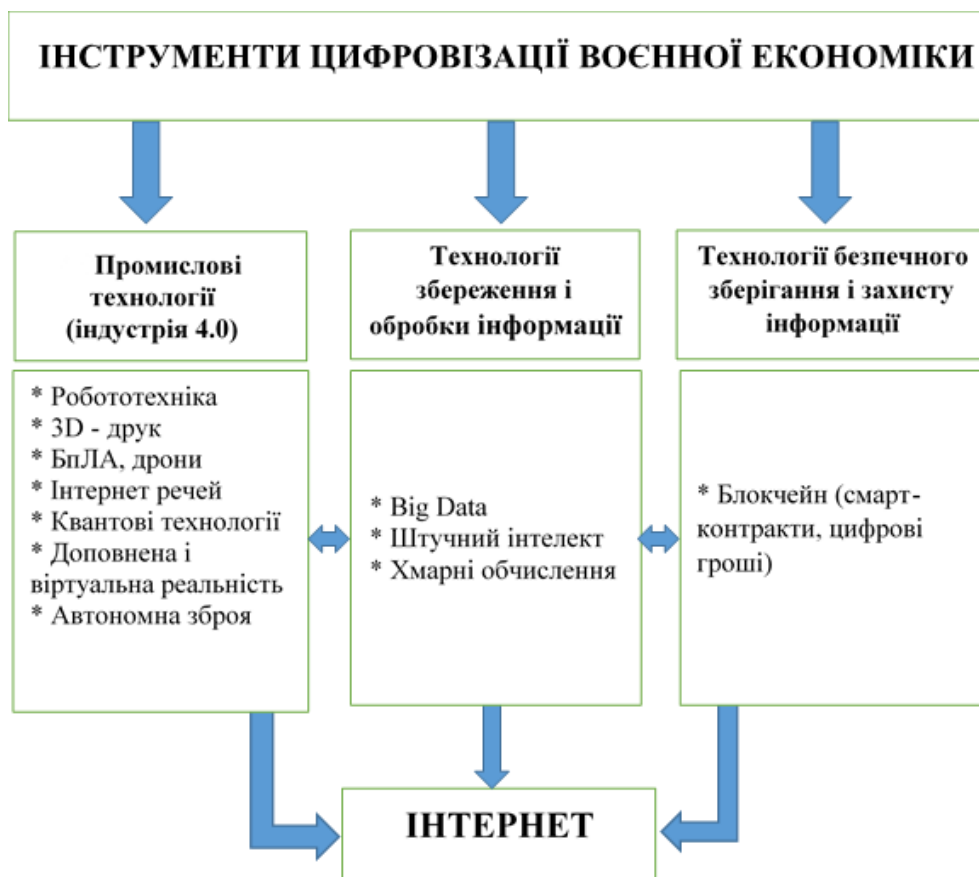 ІНСТРУМЕНТИ ЦИФРОВІЗАЦІЇ ВОЄННОЇ ЕКОНОМІКИ
Промислові
технології
(індустрія 4.0)
Технології
збереження і
обробки інформації
Технології безпечного
зберігання і захисту
інформації
* Робототехніка
* 3D - друк
* БпЛА, дрони
* Інтернет речей
* Квантові технології
* Доповнена і
віртуальна реальність
* Автономна зброя
* Big Data
* Штучний інтелект
* Хмарні обчислення
* Блокчейн (смарт-
контракти, цифрові
гроші)
ІНТЕРНЕТ